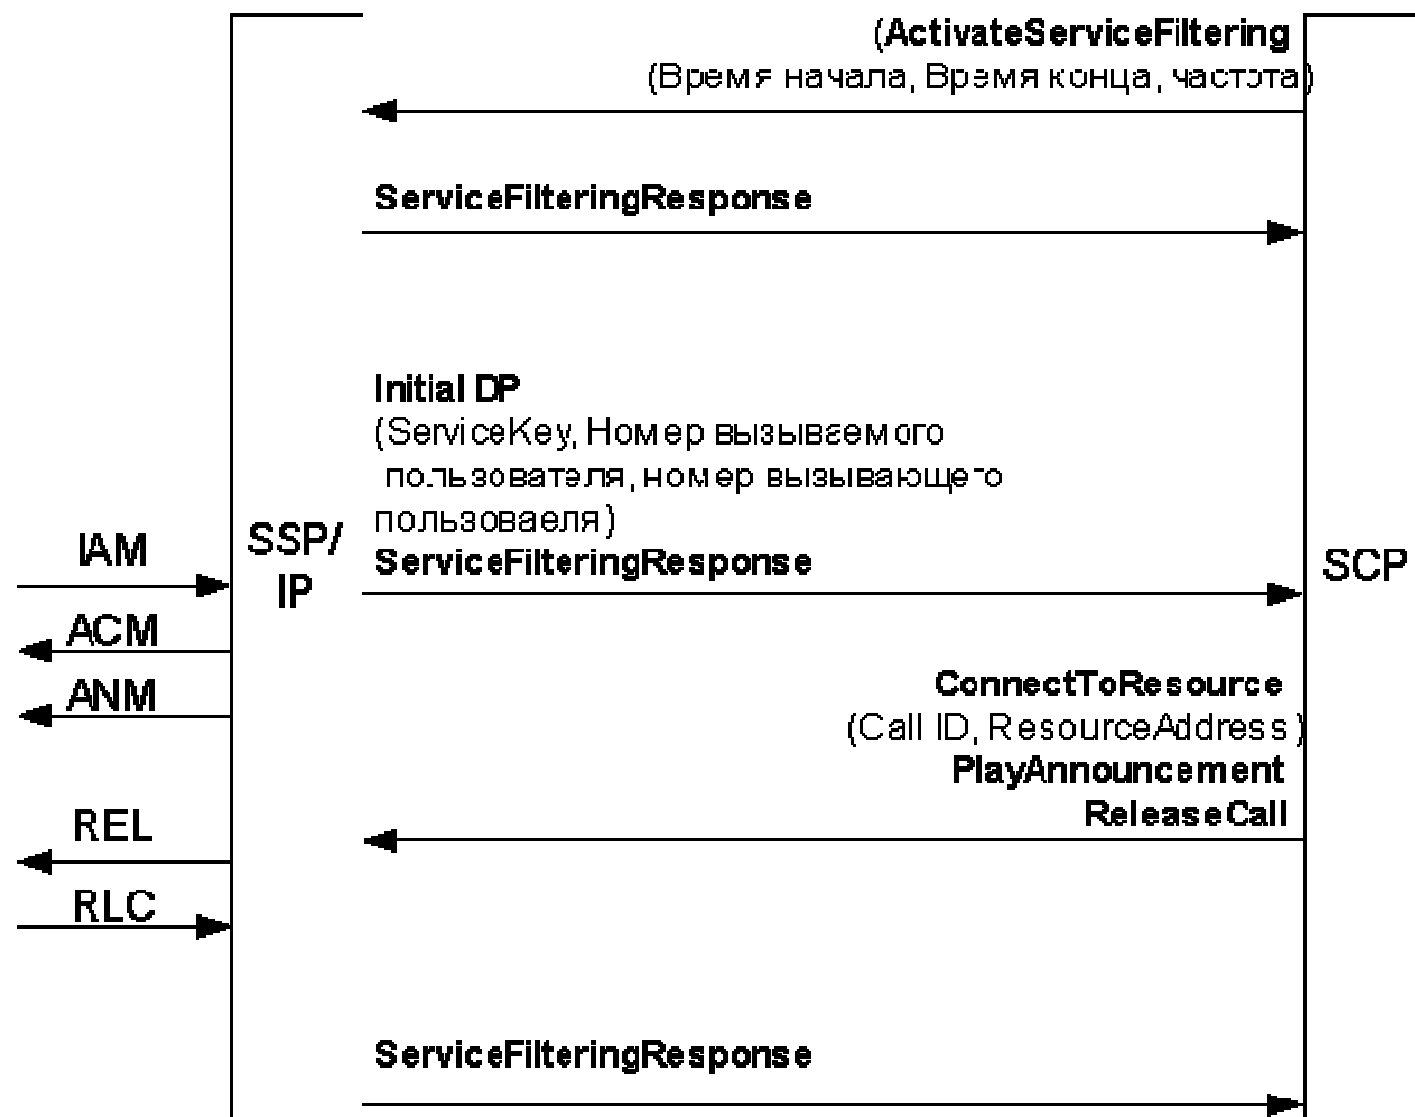 (ActivateServiceFiltering
(Время начала, Время конца, частота)
ServiceFilteringResponse
Initial DP
(ServiceKey, Номер вызываемого
пользователя, номер вызывающего
пользоваеля)
ServiceFilteringResponse
IAM
SSP/
IP
SCP
ACM
ANM
ConnectToResource
(Call ID, ResourceAddress)
PlayAnnouncement
ReleaseCall
REL
RLC
ServiceFilteringResponse